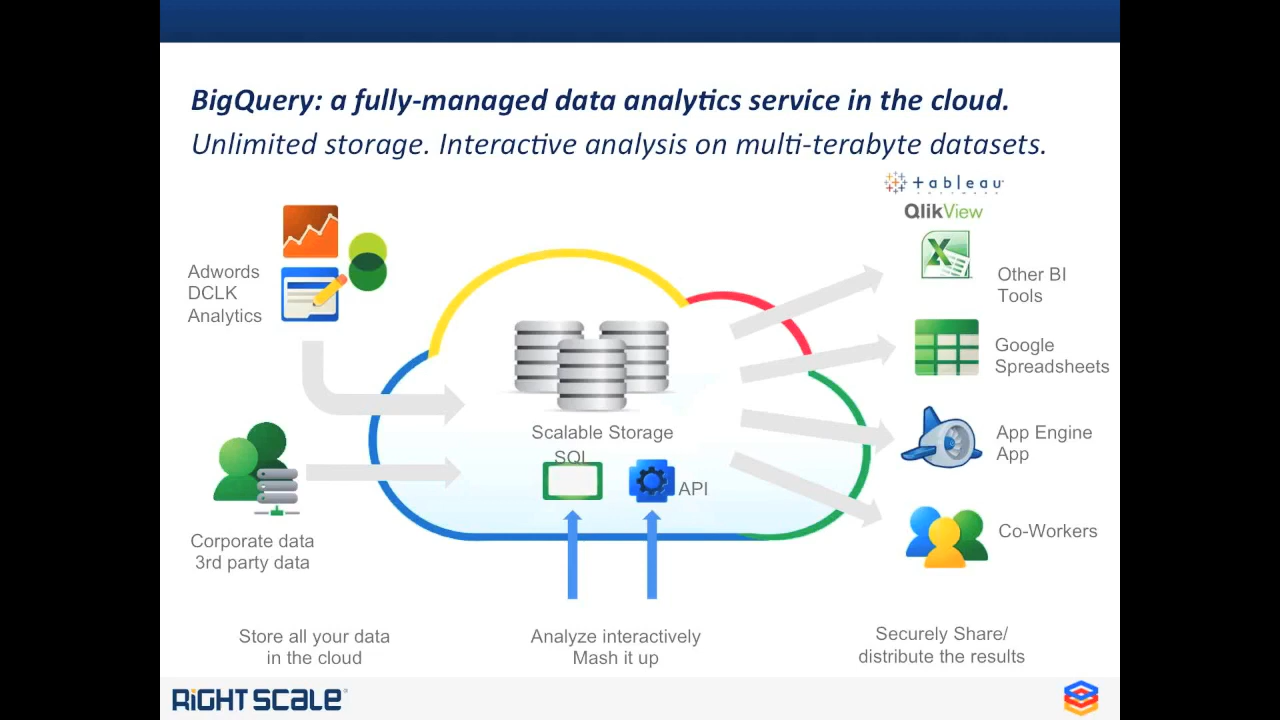 BigQuery: a fully-managed data analytics service in the cloud.
Unlimited storage. Interactive analysis on multi-terabyte datasets.
+ableau
QlikView
Adwords
DCLK
Analytics
Other BI
Tools
Google
Spreadsheets
Scalable Storage
SQL
API
App Engine
App
Corporate data
3rd party data
Co-Workers
Store all your data
in the cloud
Analyze interactively
Mash it up
Securely Share/
distribute the results
RIGHTSCALE